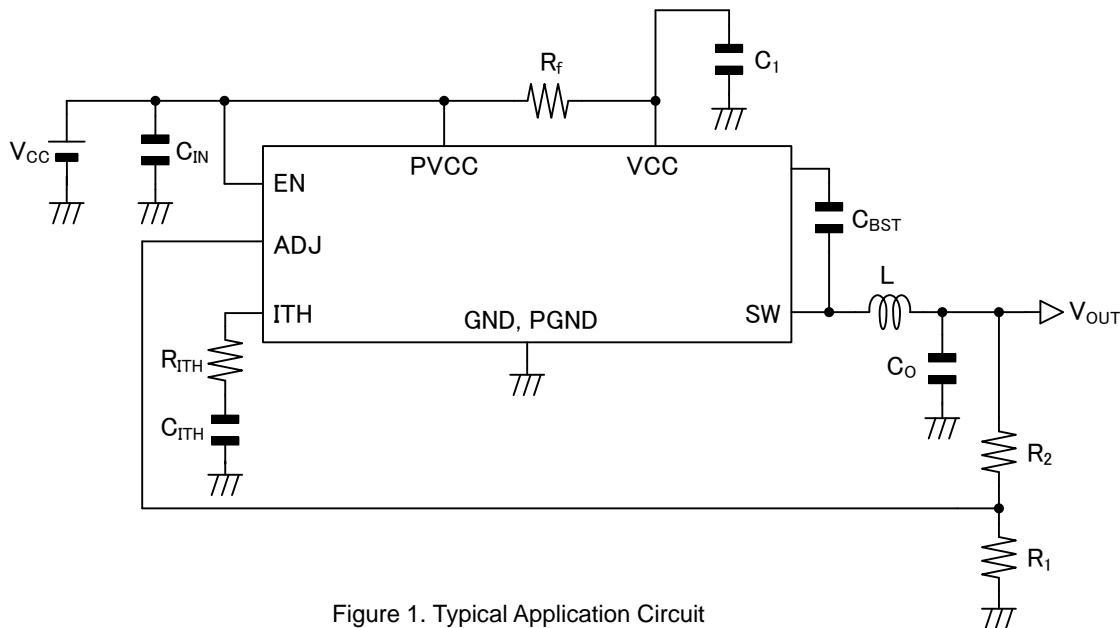 R_f
C_1
V_CC
C_IN
PVCC
VCC
EN
C_BST
ADJ
L
ITH
GND, PGND
SW
V_OUT
R_ITH
C_O
C_ITH
R_2
R_1
Figure 1. Typical Application Circuit